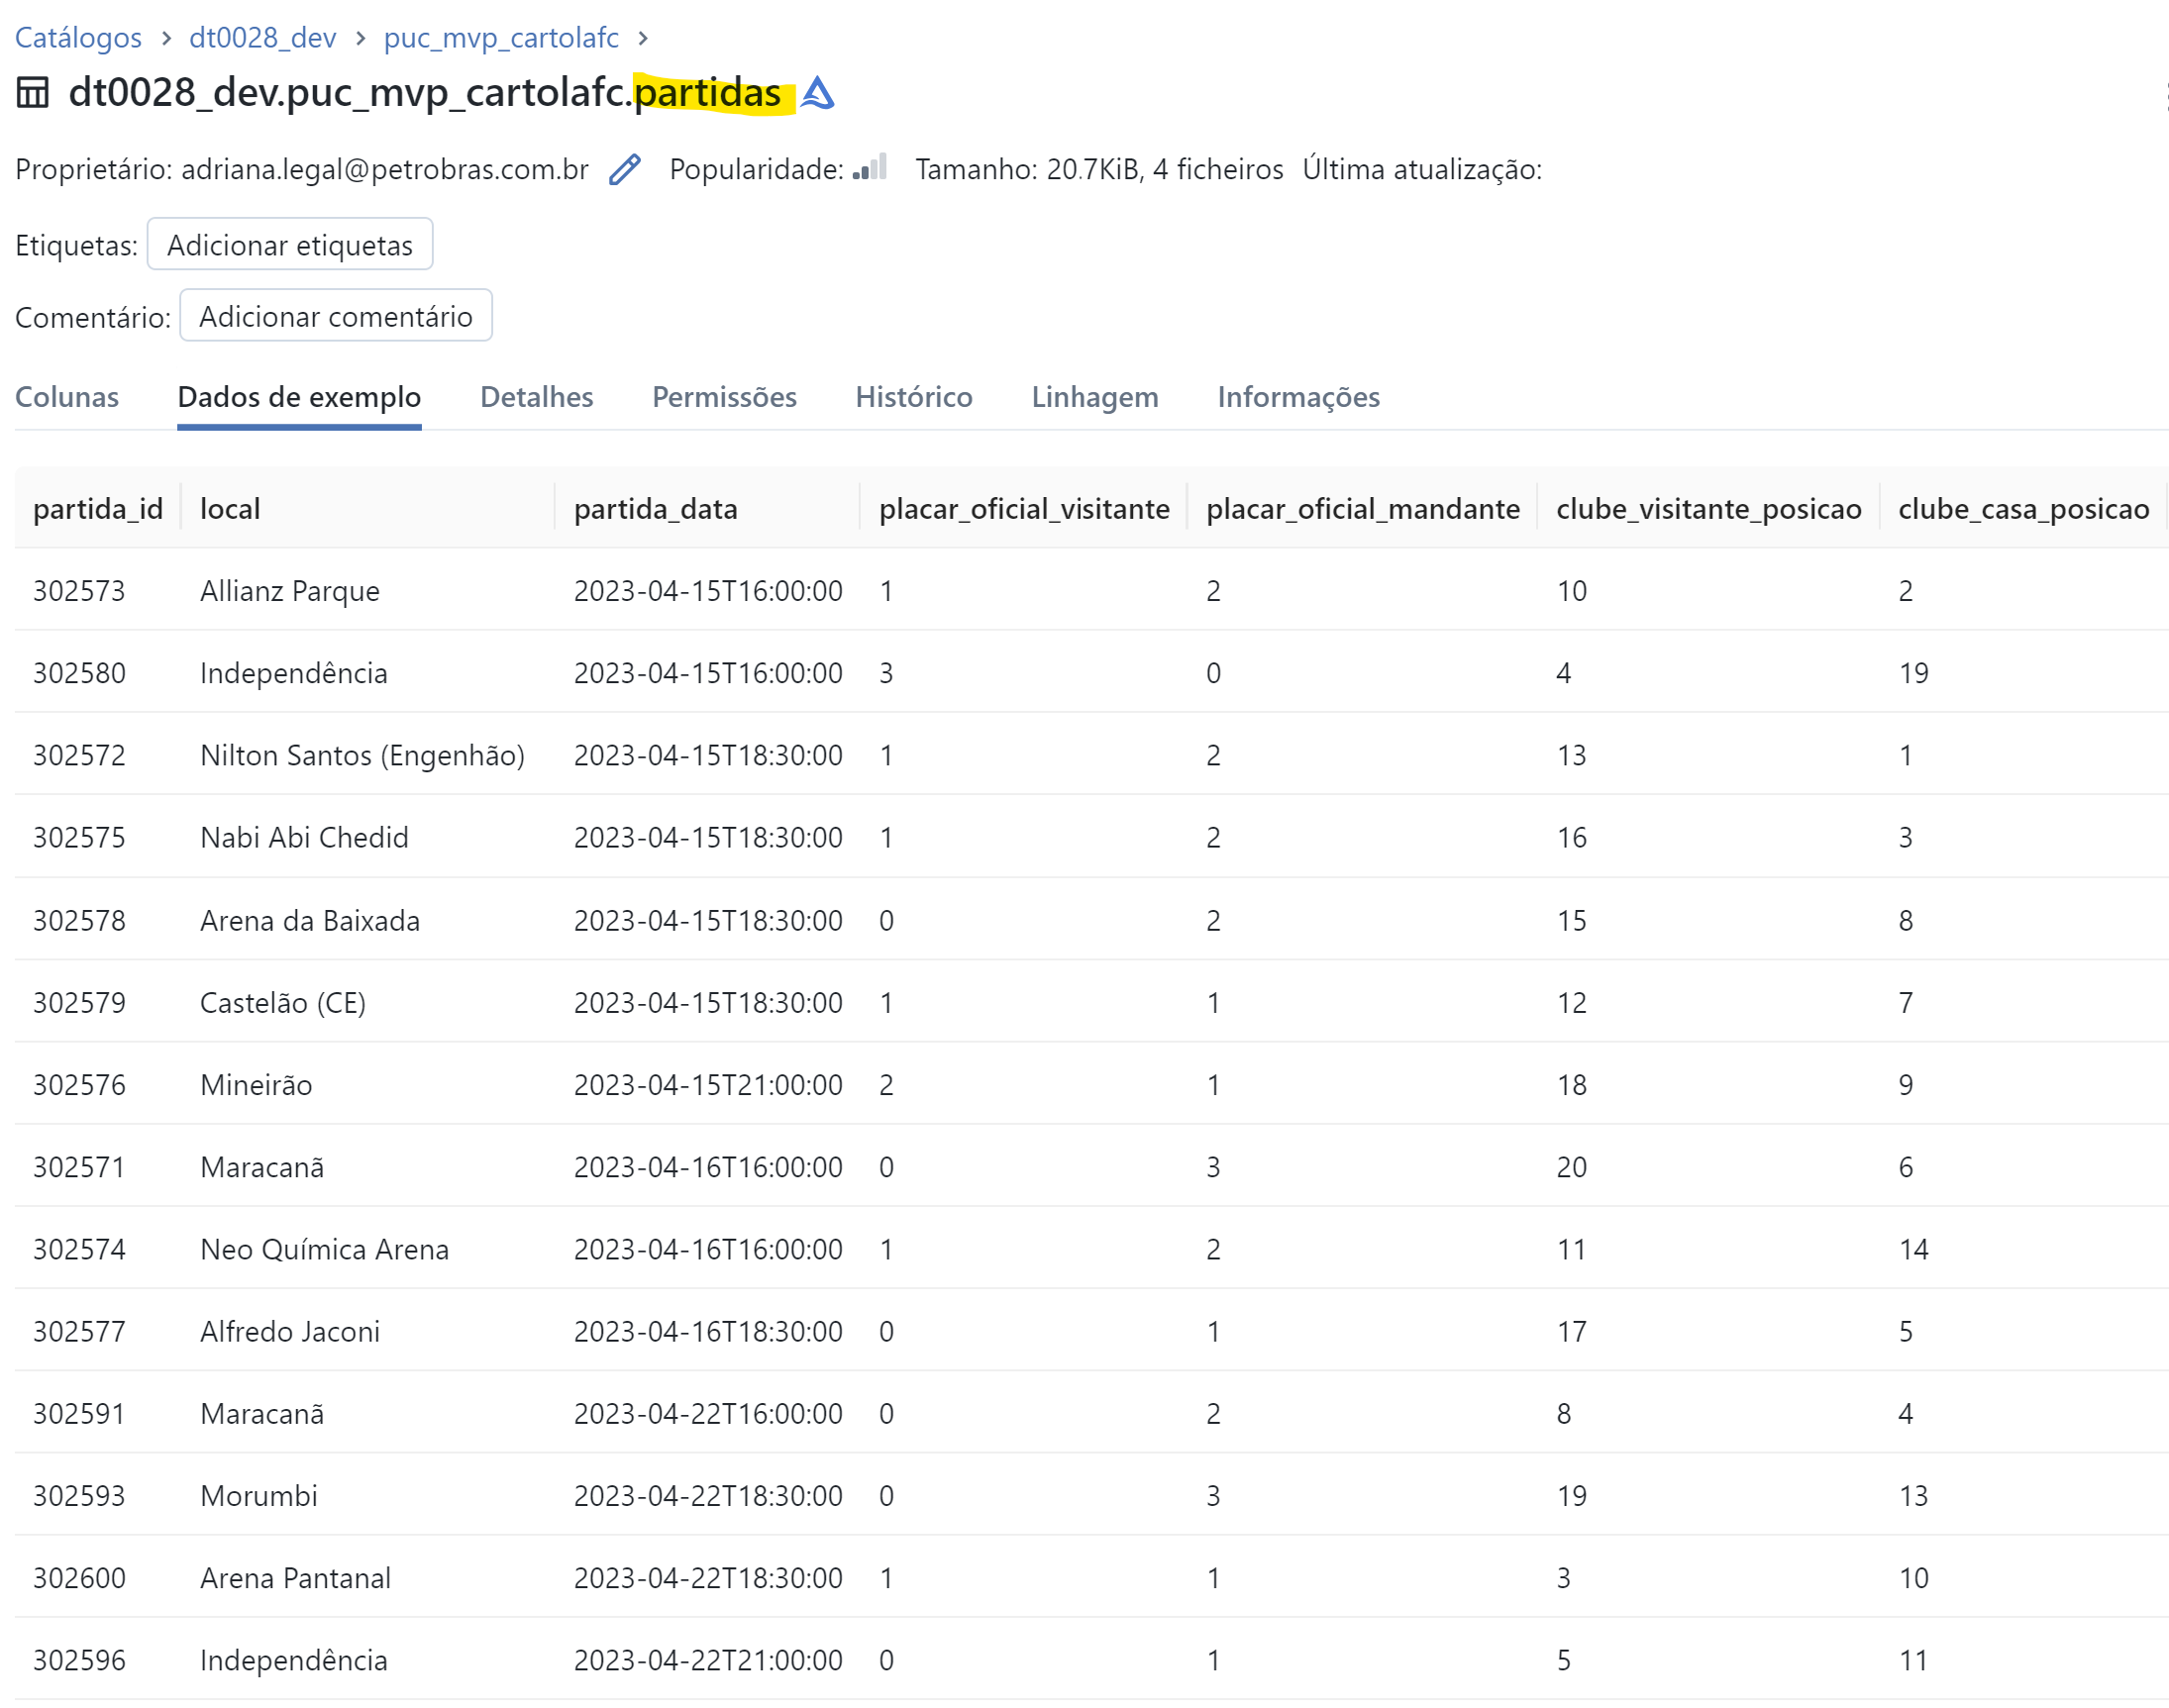 Catálogos > dt0028_dev > puc_mvp_cartolafc >
dt0028_dev.puc_mvp_cartolafc.partidas
Proprietário: adriana.legal@petrobras.com.br Popularidade: Tamanho: 20.7KiB, 4 ficheiros Última atualização:
Etiquetas: Adicionar etiquetas
Comentário: Adicionar comentário
Colunas Dados de exemplo Detalhes Permissões Histórico Linhagem Informações
partida_id local partida_data placar_oficial_visitante placar_oficial_mandante clube_visitante_posicao clube_casa_posicao
302573 Allianz Parque 2023-04-15T16:00:00 1 2 10 2
302580 Independência 2023-04-15T16:00:00 3 0 4 19
302572 Nilton Santos (Engenhão) 2023-04-15T18:30:00 1 2 13 1
302575 Nabi Abi Chedid 2023-04-15T18:30:00 1 2 16 3
302578 Arena da Baixada 2023-04-15T18:30:00 0 2 15 8
302579 Castelão (CE) 2023-04-15T18:30:00 1 1 12 7
302576 Mineirão 2023-04-15T21:00:00 2 1 18 9
302571 Maracanã 2023-04-16T16:00:00 0 3 20 6
302574 Neo Química Arena 2023-04-16T16:00:00 1 2 11 14
302577 Alfredo Jaconi 2023-04-16T18:30:00 0 1 17 5
302591 Maracanã 2023-04-22T16:00:00 0 2 8 4
302593 Morumbi 2023-04-22T18:30:00 0 3 19 13
302600 Arena Pantanal 2023-04-22T18:30:00 1 1 3 10
302596 Independência 2023-04-22T21:00:00 0 1 5 11